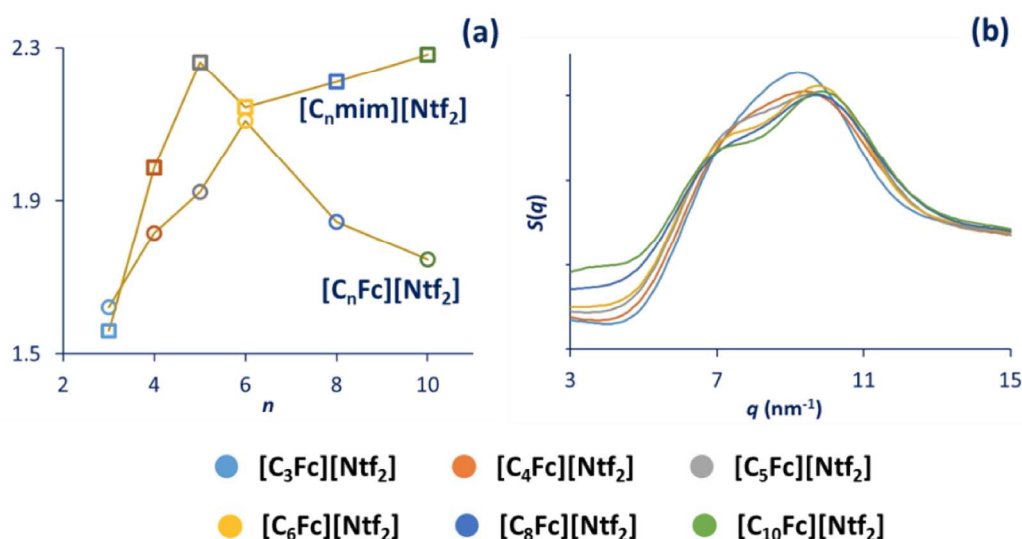 (a)
2.3
1.9
1.5
2 4 6 8 10
n
[Cnmim][Ntf2]
[CnFc][Ntf2]
(b)
S(q)
3 7 11 15
q (nm-1)
[C3Fc][Ntf2] [C4Fc][Ntf2] [C5Fc][Ntf2]
[C6Fc][Ntf2] [C8Fc][Ntf2] [C10Fc][Ntf2]